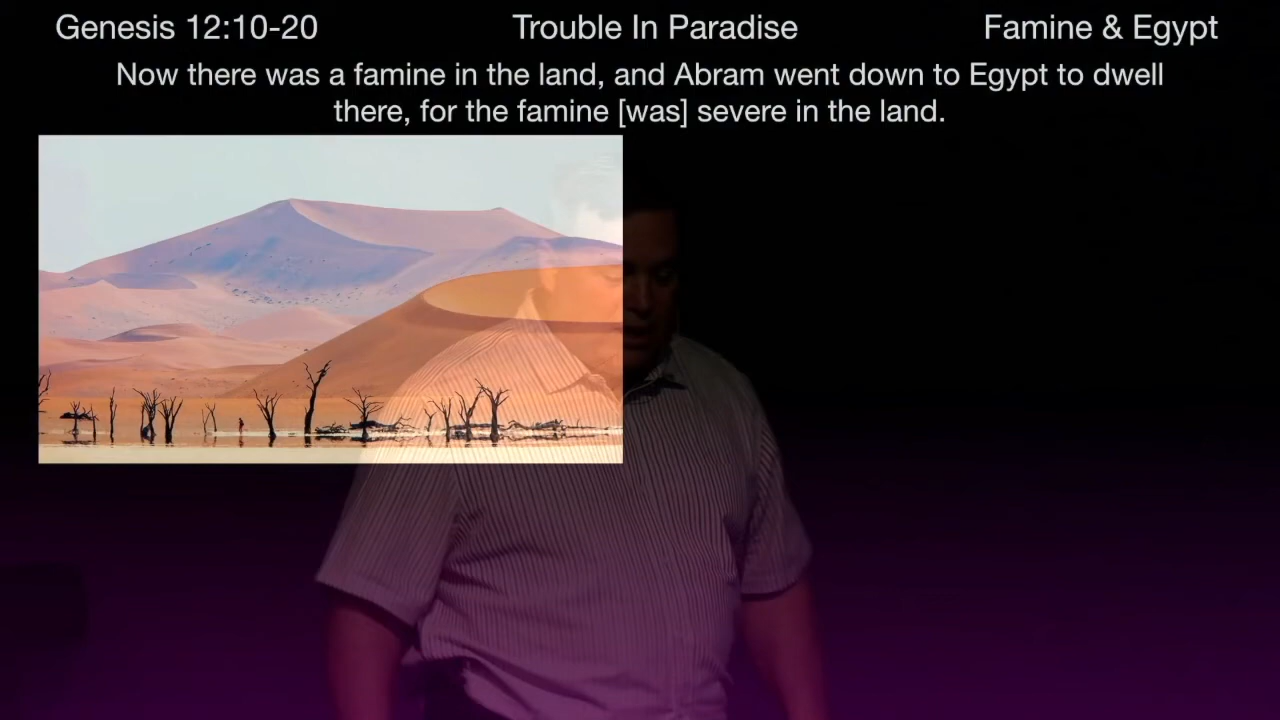 Genesis 12:10-20
Trouble In Paradise
Famine & Egypt
Now there was a famine in the land, and Abram went down to Egypt to dwell
there, for the famine [was] severe in the land.